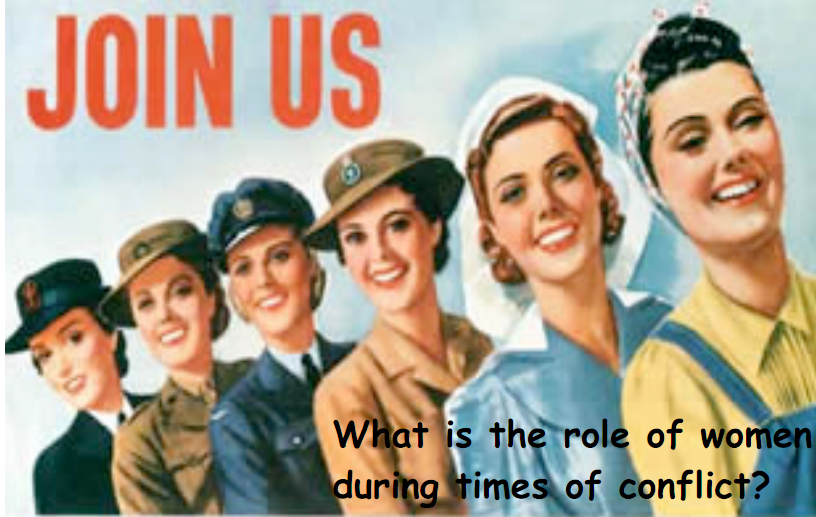 JOIN US
What is the role of women
during times of conflict?